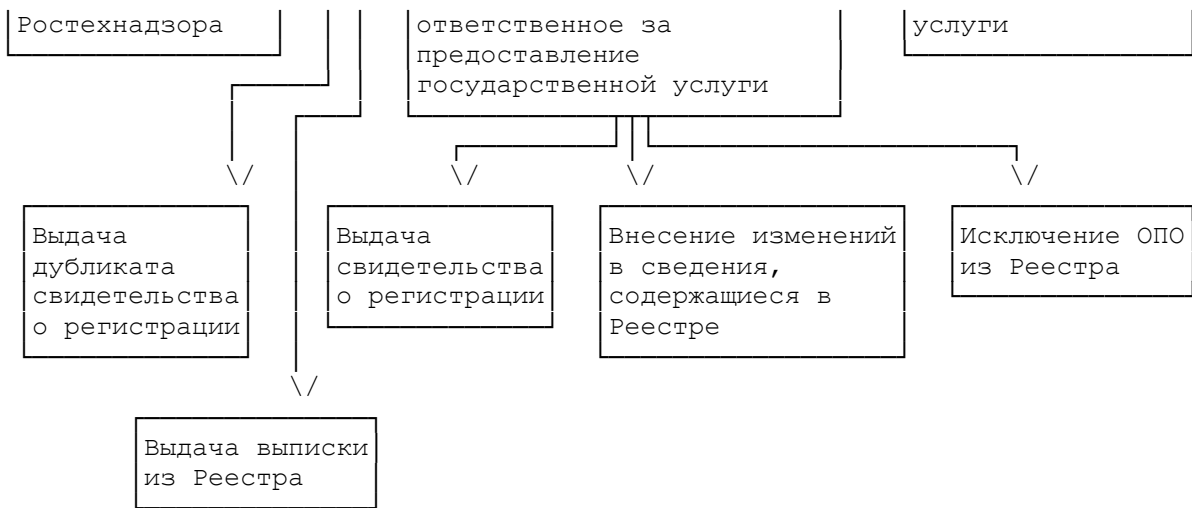 Ростехнадзора
ответственное за
предоставление
государственной услуги
услуги
Выдача
дубликата
свидетельства
о регистрации
Выдача
свидетельства
о регистрации
Внесение изменений
в сведения,
содержащиеся в
Реестре
Исключение ОПО
из Реестра
Выдача выписки
из Реестра